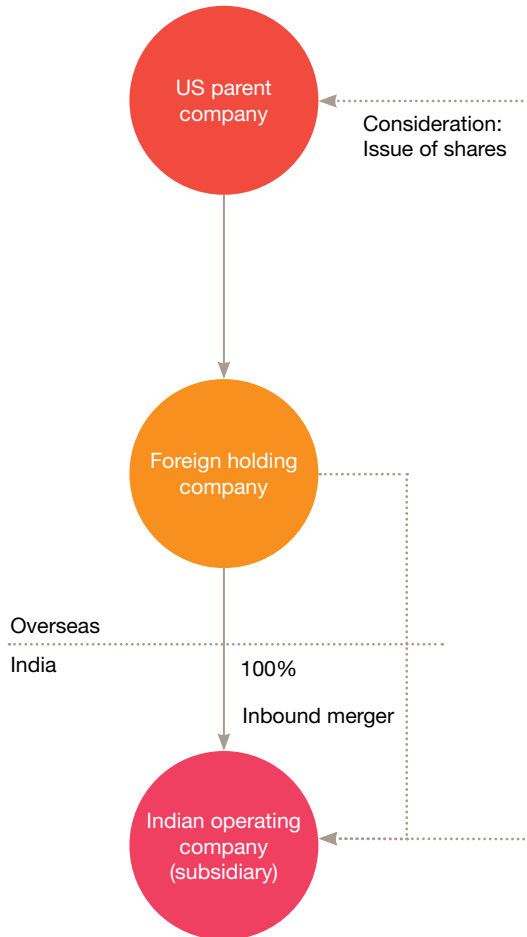 US parent
company
Consideration:
Issue of shares
Foreign holding
company
Overseas
India
100%
Inbound merger
Indian operating
company
(subsidiary)